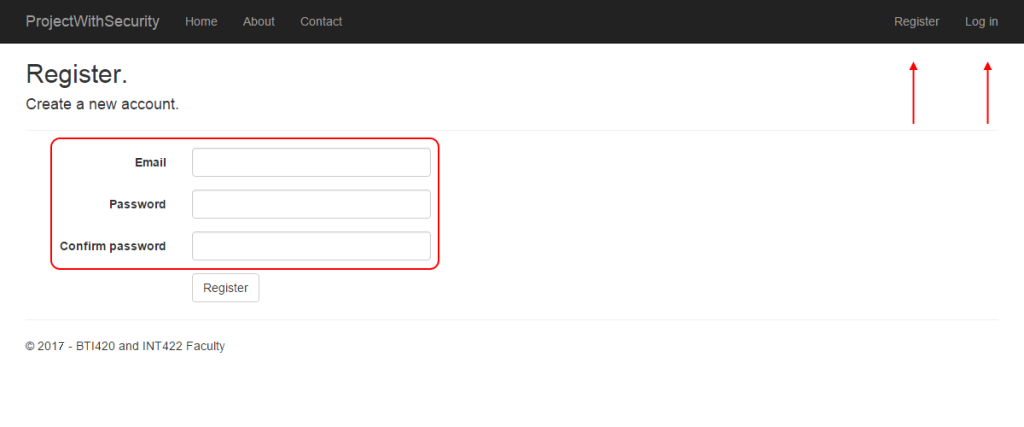 ProjectWithSecurity Home About Contact Register Log in
Register.
Create a new account.
Email
Password
Confirm password
Register
© 2017 - BTI420 and INT422 Faculty